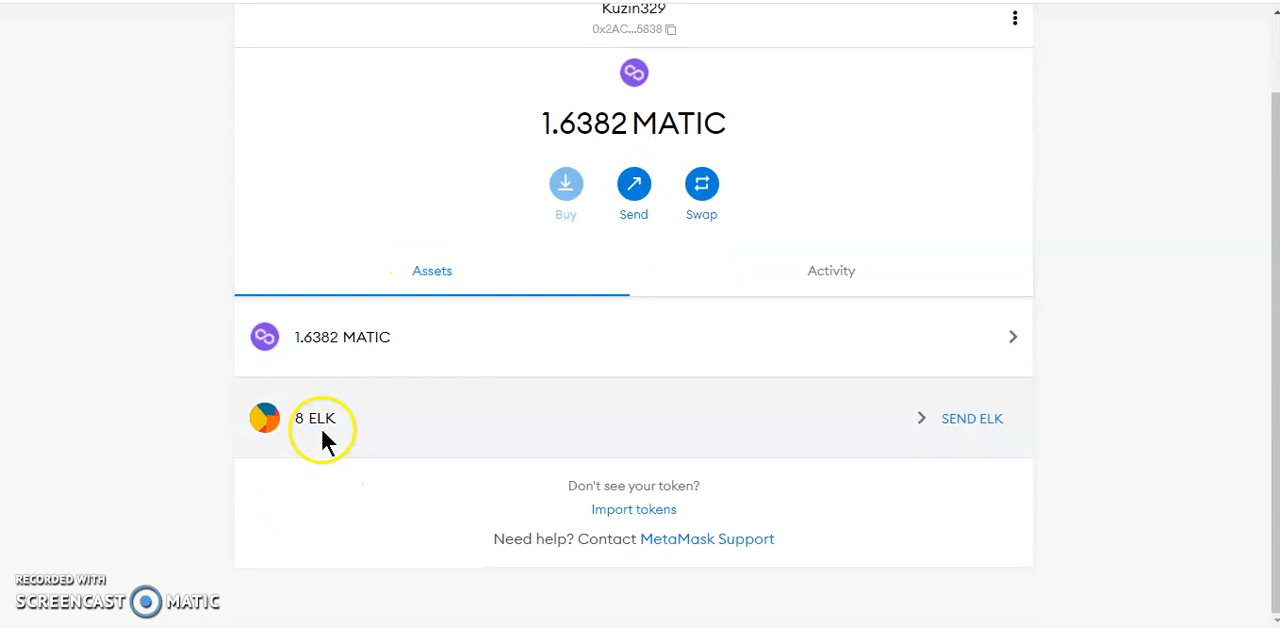 Kuzin329
0x2AC...5838
1.6382 MATIC
Buy Send Swap
Assets Activity
1.6382 MATIC
8 ELK SEND ELK
Don't see your token?
Import tokens
Need help? Contact MetaMask Support
RECORDED WITH
SCREENCAST MATIC